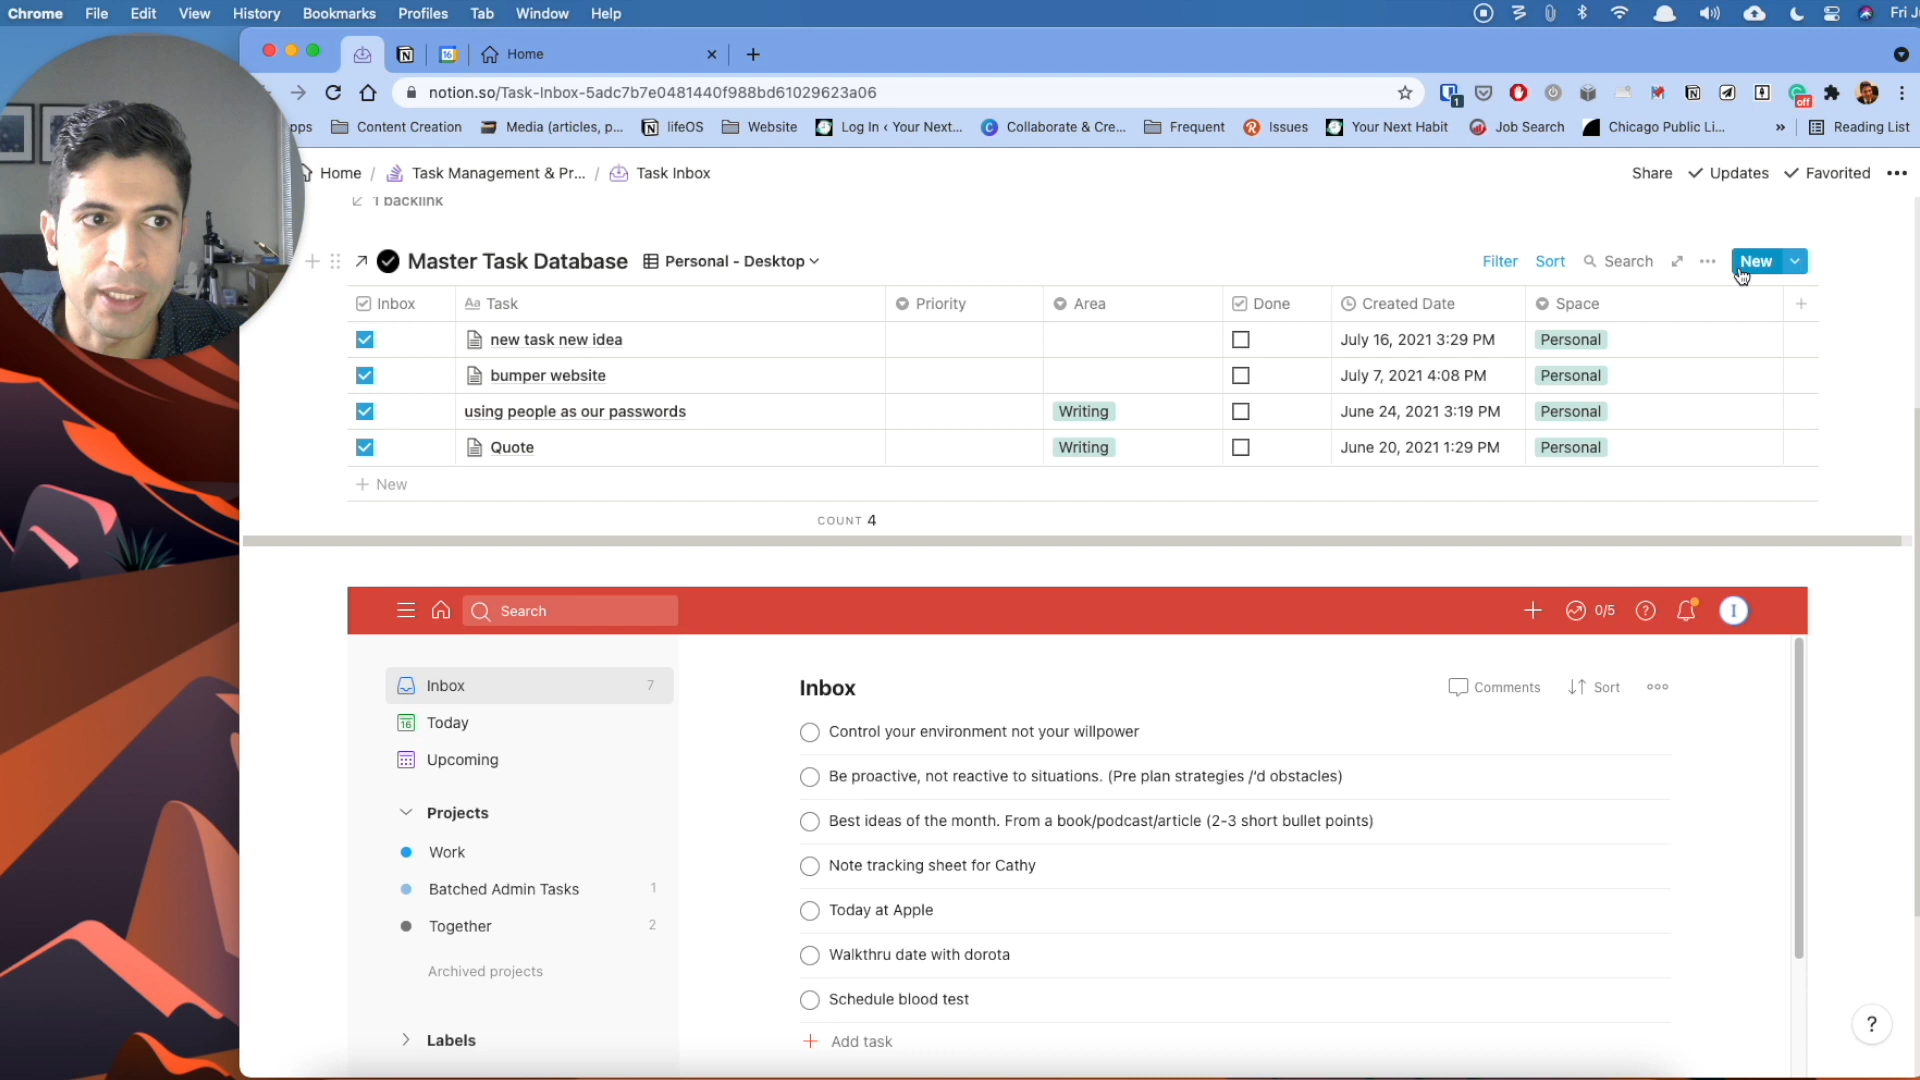 Chrome File Edit View History Bookmarks Profiles Tab Window Help Fri
Home
notion.so/Task-Inbox-5adc7b7e0481440f988bd61029623a06
Content Creation Media (articles, p... lifeOS Website Log In ‹ Your Next... Collaborate & Cre... Frequent Issues Your Next Habit Job Search Chicago Public Li... » Reading List
Home / Task Management & Pr... / Task Inbox Share Updates Favorited
1 backlink
Master Task Database Personal - Desktop Filter Sort Search New
Inbox Aa Task Priority Area Done Created Date Space
new task new idea July 16, 2021 3:29 PM Personal
bumper website July 7, 2021 4:08 PM Personal
using people as our passwords Writing June 24, 2021 3:19 PM Personal
Quote Writing June 20, 2021 1:29 PM Personal
+ New
COUNT 4
Search + 0/5 ? I
Inbox 7
16 Today
Upcoming
Projects
Work
Batched Admin Tasks 1
Together 2
Archived projects
Labels
Inbox Comments Sort
Control your environment not your willpower
Be proactive, not reactive to situations. (Pre plan strategies /'d obstacles)
Best ideas of the month. From a book/podcast/article (2-3 short bullet points)
Note tracking sheet for Cathy
Today at Apple
Walkthru date with dorota
Schedule blood test
+ Add task
?